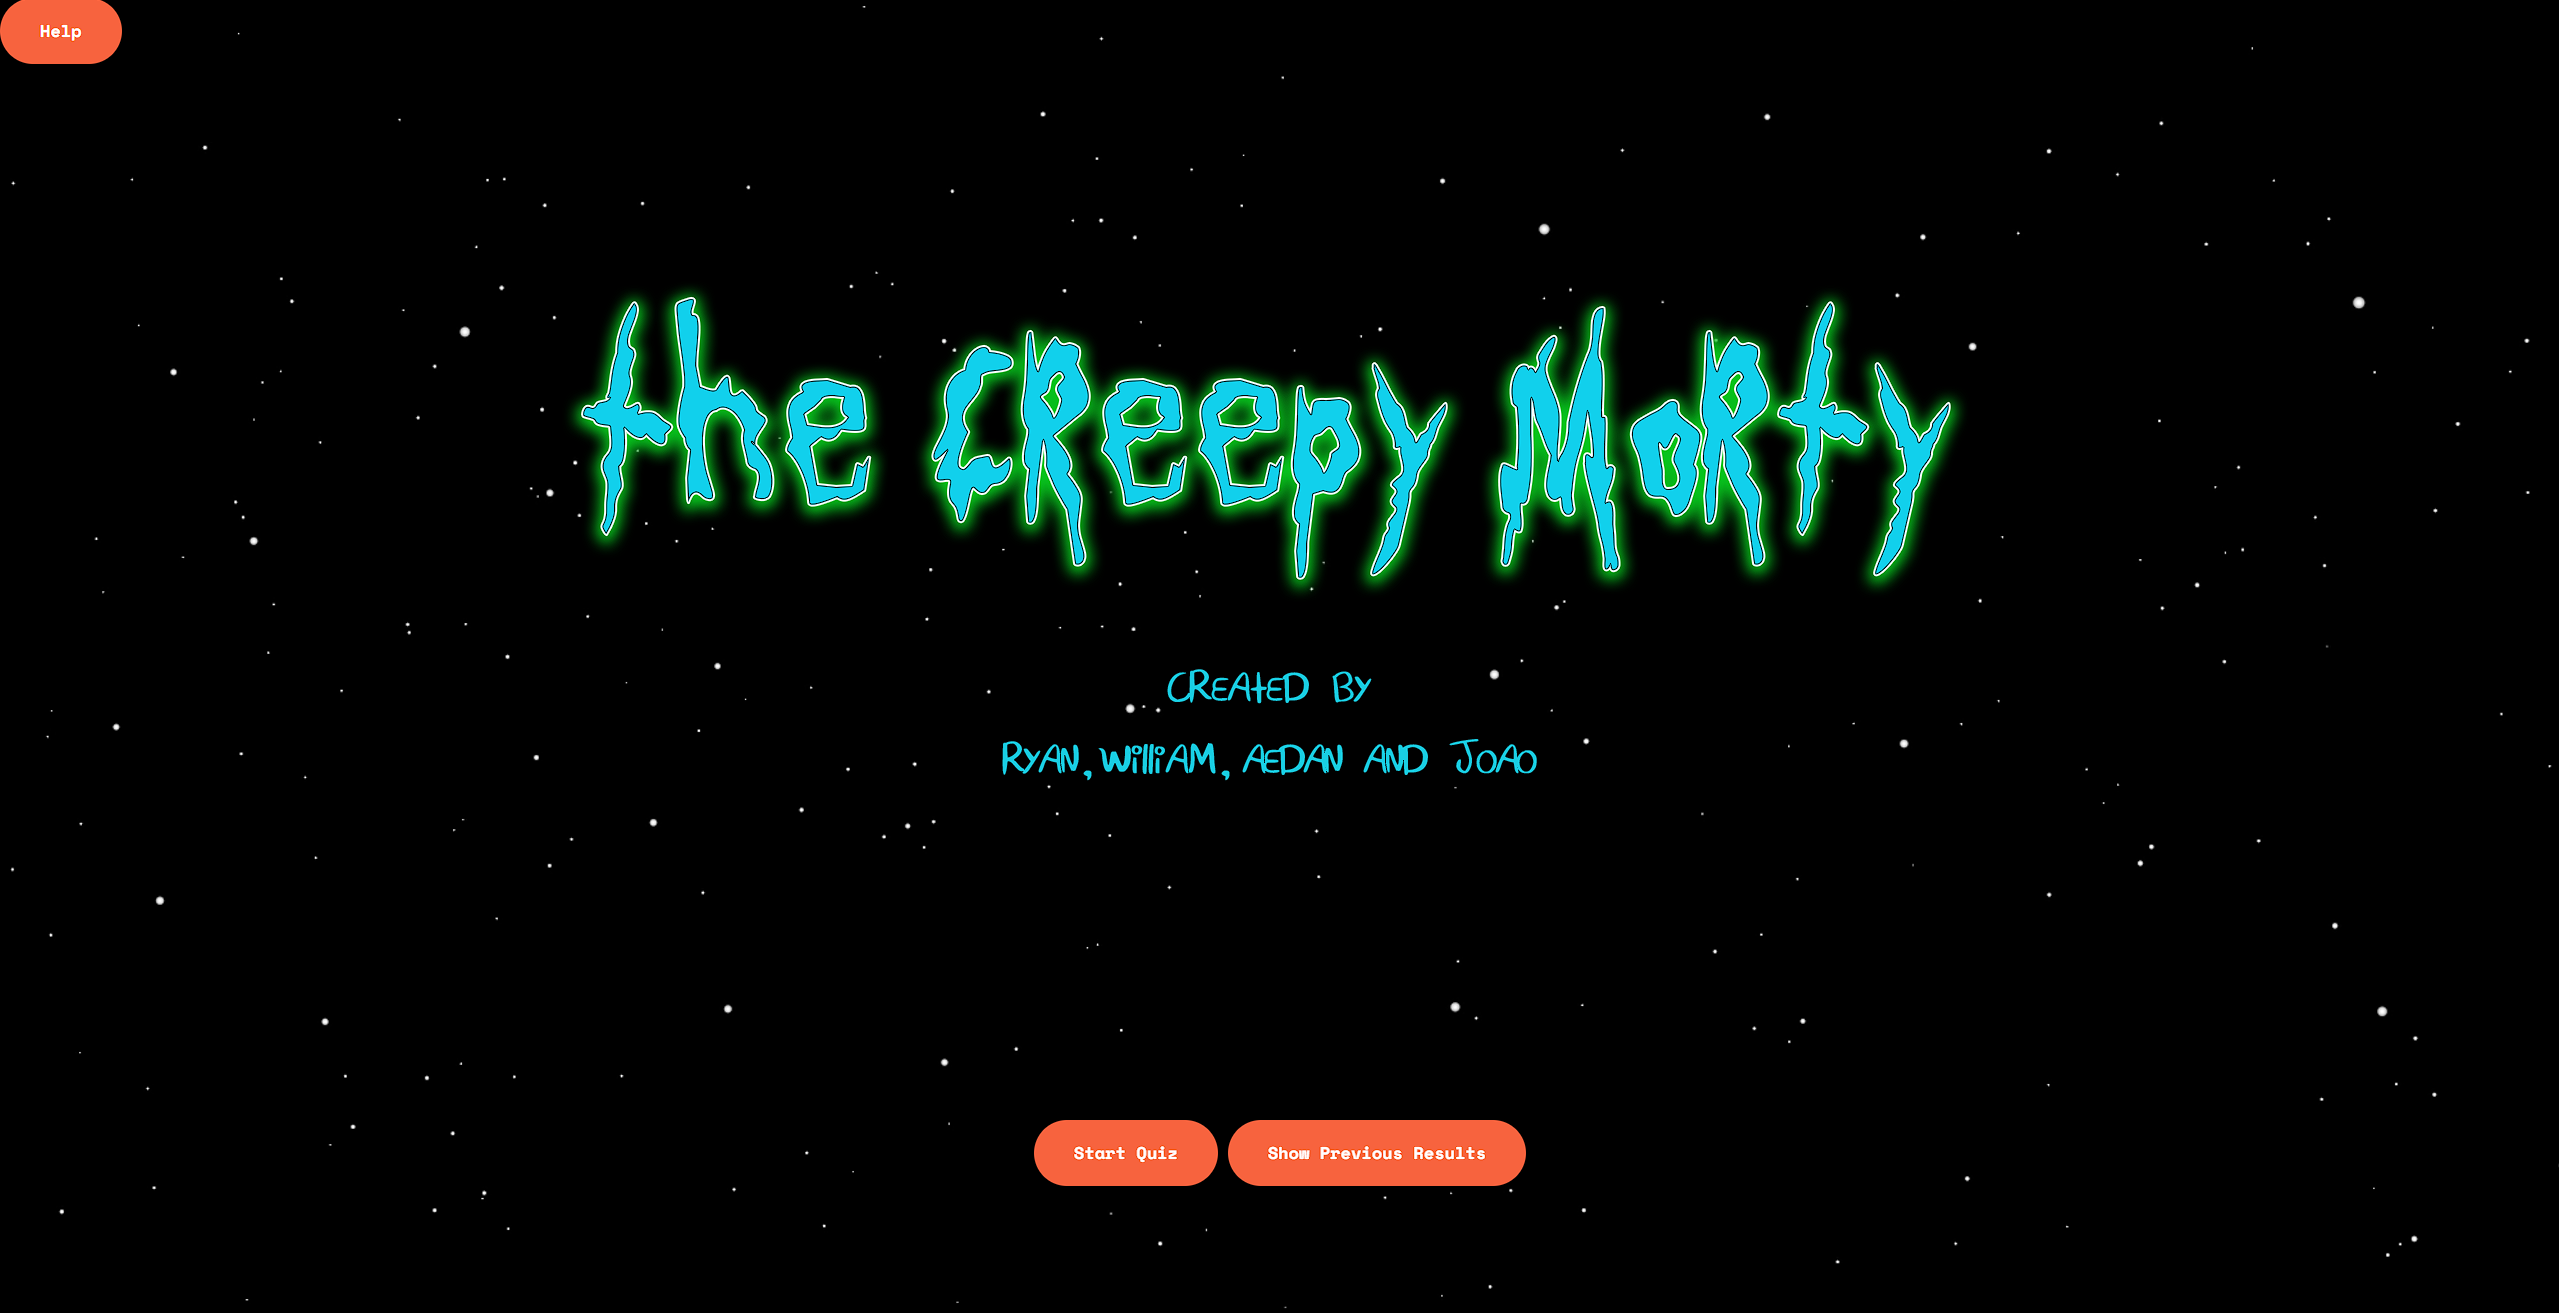 Help
the CReepy MoRty
CREATED BY
RYAN, WilliAM, AEDAN AND JOAO
Start Quiz
Show Previous Results